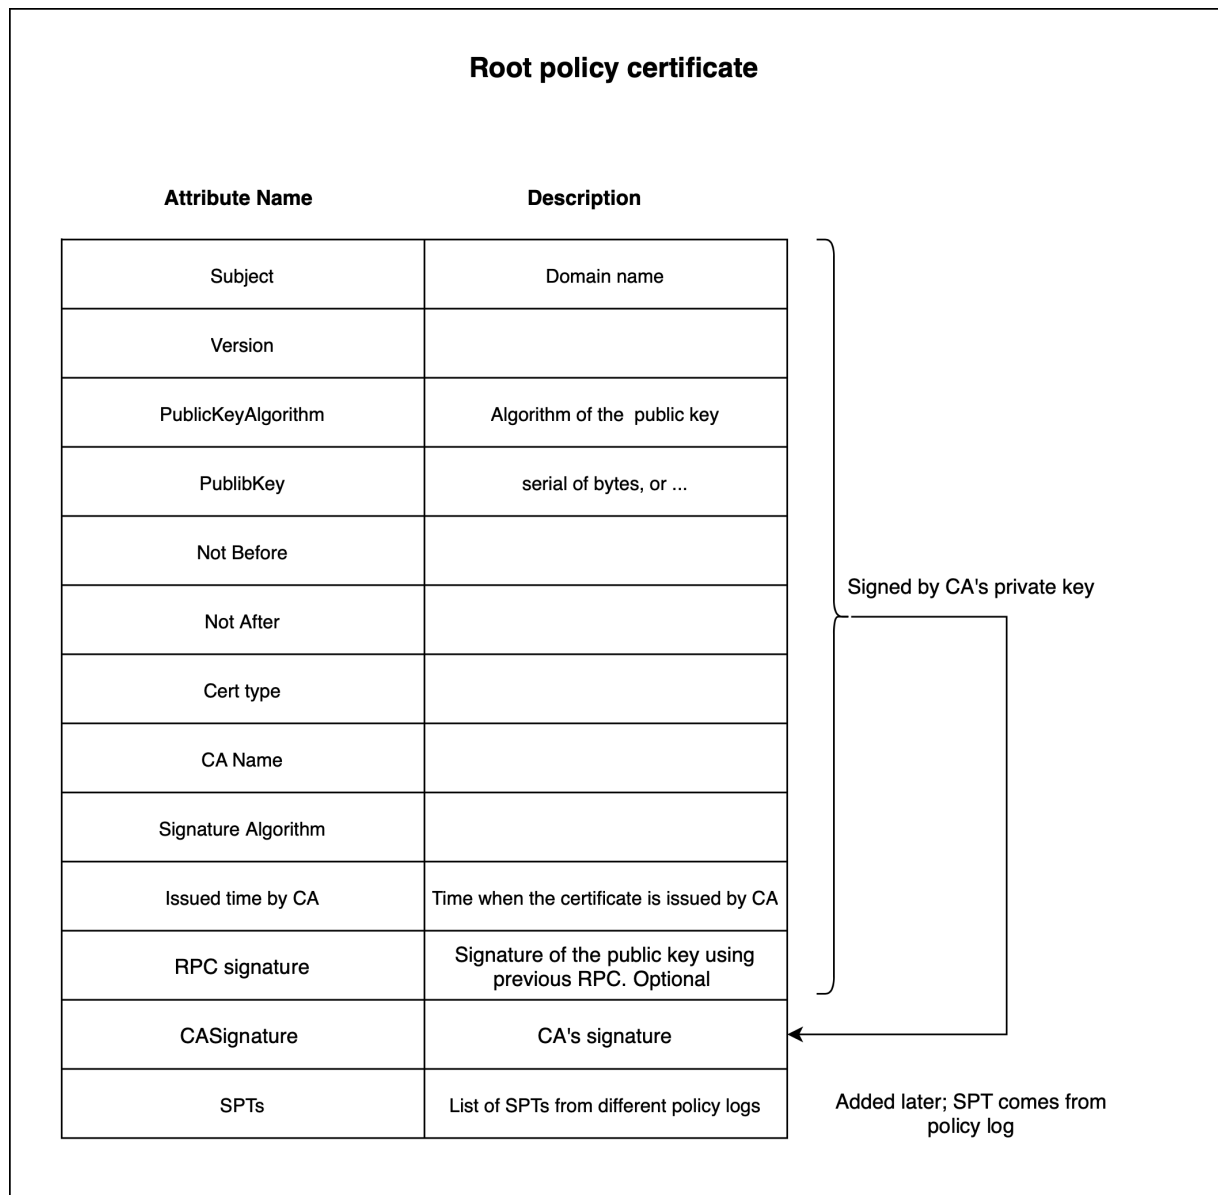 Root policy certificate
Attribute Name
Description
Subject
Domain name
Version
PublicKeyAlgorithm
Algorithm of the  public key
PublibKey
serial of bytes, or ...
Not Before
Not After
Signed by CA's private key
Cert type
CA Name
Signature Algorithm
Issued time by CA
Time when the certificate is issued by CA
RPC signature
Signature of the public key using
previous RPC. Optional
CASignature
CA's signature
SPTs
List of SPTs from different policy logs
Added later; SPT comes from
policy log